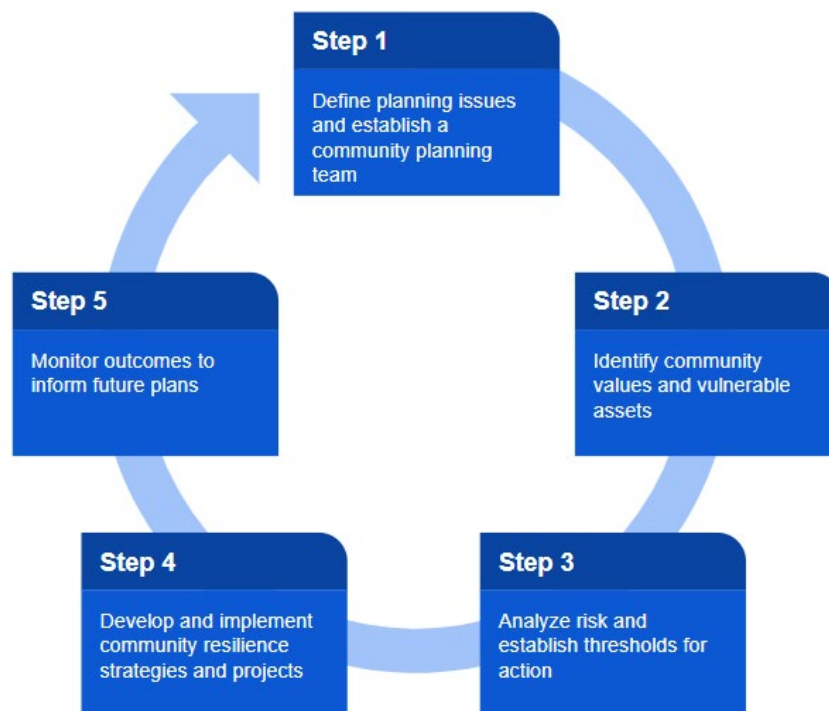 Step 1
Define planning issues
and establish a
community planning
team
Step 2
Identify community
values and vulnerable
assets
Step 3
Analyze risk and
establish thresholds for
action
Step 4
Develop and implement
community resilience
strategies and projects
Step 5
Monitor outcomes to
inform future plans